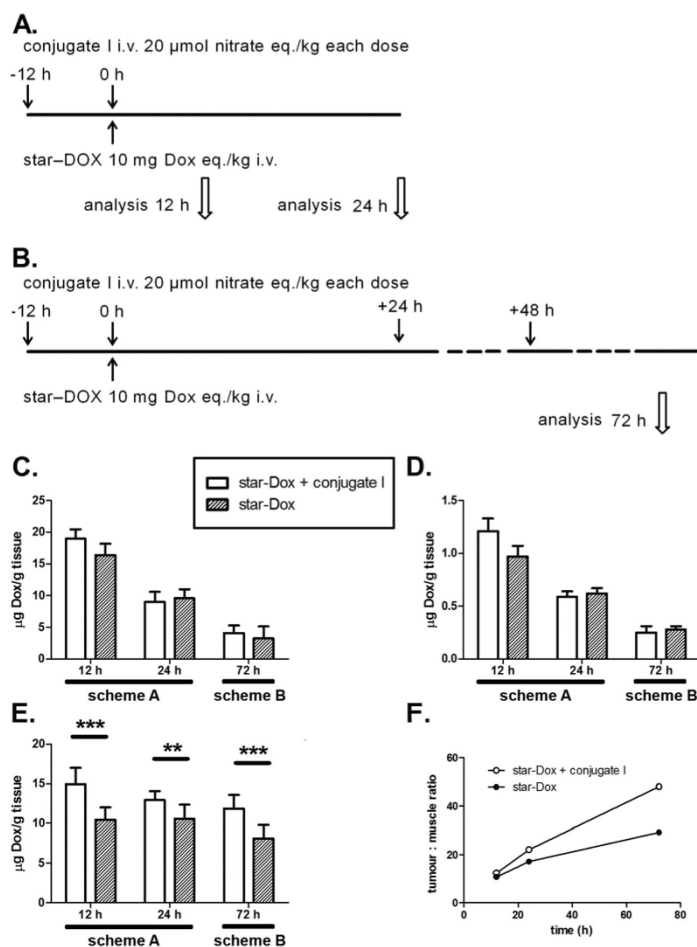 A.
conjugate I i.v. 20 µmol nitrate eq./kg each dose
-12 h 0 h
star–DOX 10 mg Dox eq./kg i.v.
analysis 12 h analysis 24 h
B.
conjugate I i.v. 20 µmol nitrate eq./kg each dose
-12 h 0 h +24 h +48 h
star–DOX 10 mg Dox eq./kg i.v.
analysis 72 h
C.
star-Dox + conjugate I
star-Dox
µg Dox/g tissue
25
20
15
10
5
0
12 h 24 h 72 h
scheme A scheme B
D.
µg Dox/g tissue
1.5
1.0
0.5
0.0
12 h 24 h 72 h
scheme A scheme B
E.
*** ** ***
µg Dox/g tissue
20
15
10
5
0
12 h 24 h 72 h
scheme A scheme B
F.
star-Dox + conjugate I
star-Dox
tumour : muscle ratio
60
40
20
0
0 20 40 60 80
time (h)